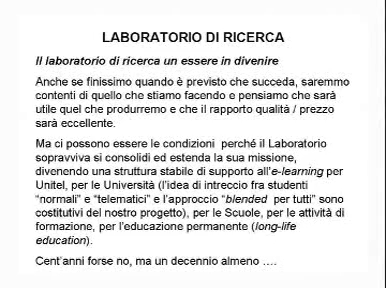 LABORATORIO DI RICERCA
Il laboratorio di ricerca un essere in divenire
Anche se finissimo quando è previsto che succeda, saremmo
contenti di quello che stiamo facendo e pensiamo che sarà
utile quel che produrremo e che il rapporto qualità / prezzo
sarà eccellente.
Ma ci possono essere le condizioni perché il Laboratorio
sopravviva si consolidi ed estenda la sua missione,
divenendo una struttura stabile di supporto all'e-learning per
Unitel, per le Università (l'idea di intreccio fra studenti
"normali" e "telematici" e l'approccio "blended per tutti" sono
costitutivi del nostro progetto), per le Scuole, per le attività di
formazione, per l'educazione permanente (long-life
education).
Cent'anni forse no, ma un decennio almeno ….